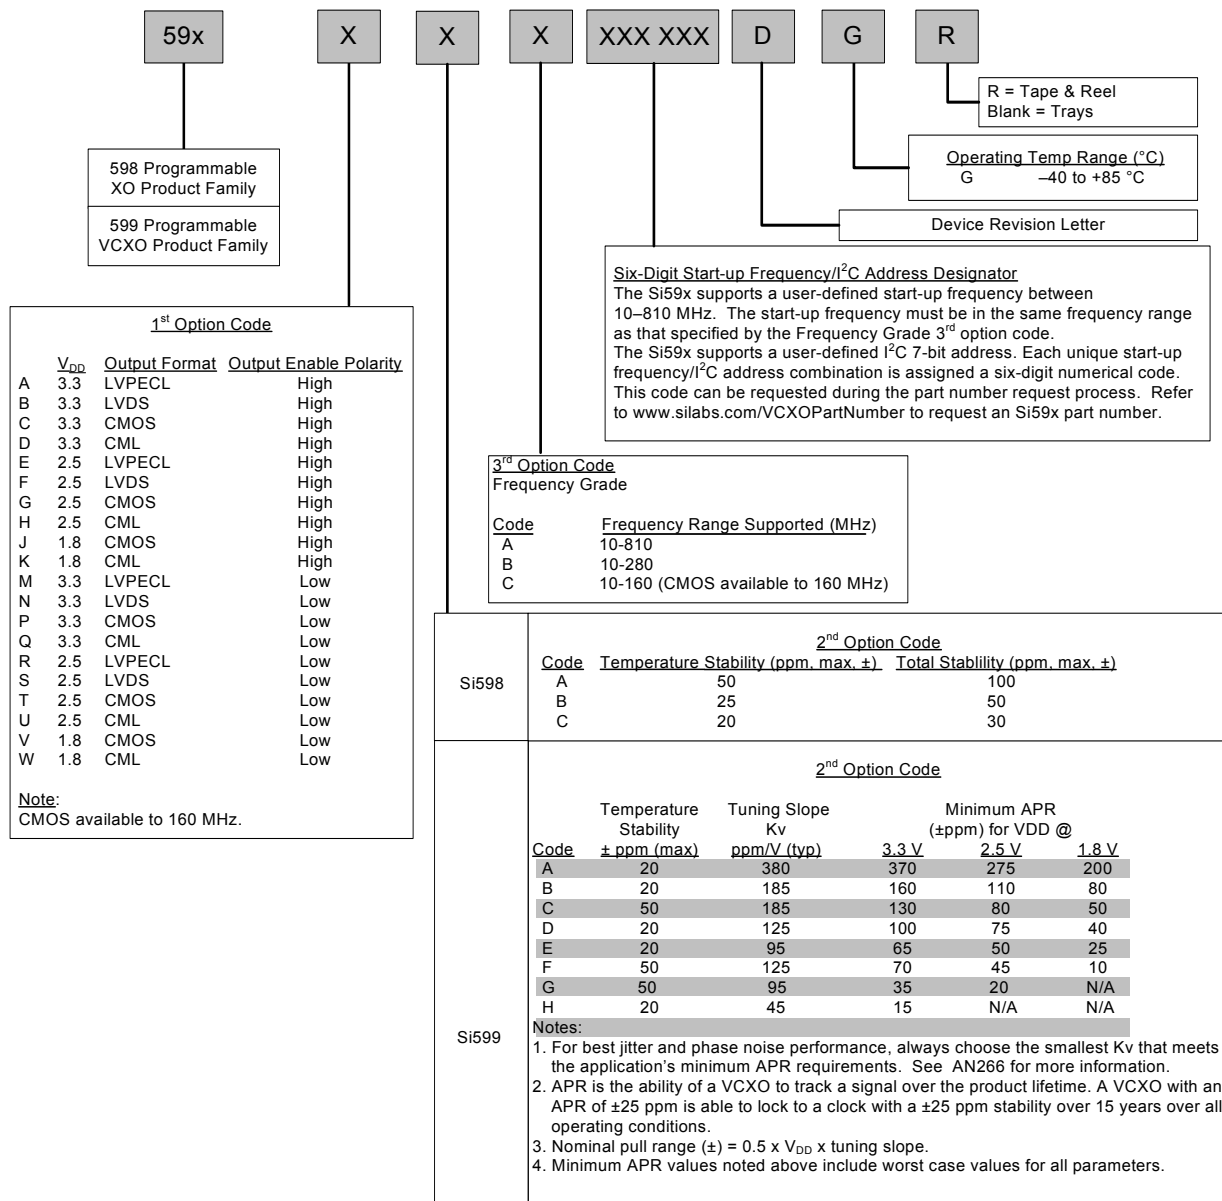 59x X X X XXX XXX D G R
R = Tape & Reel
Blank = Trays
Operating Temp Range (°C)
G –40 to +85 °C
Device Revision Letter
598 Programmable
XO Product Family
599 Programmable
VCXO Product Family
Six-Digit Start-up Frequency/I²C Address Designator
The Si59x supports a user-defined start-up frequency between
10–810 MHz. The start-up frequency must be in the same frequency range
as that specified by the Frequency Grade 3rd option code.
The Si59x supports a user-defined I²C 7-bit address. Each unique start-up
frequency/I²C address combination is assigned a six-digit numerical code.
This code can be requested during the part number request process. Refer
to www.silabs.com/VCXOPartNumber to request an Si59x part number.
1st Option Code
VDD Output Format Output Enable Polarity
A 3.3 LVPECL High
B 3.3 LVDS High
C 3.3 CMOS High
D 3.3 CML High
E 2.5 LVPECL High
F 2.5 LVDS High
G 2.5 CMOS High
H 2.5 CML High
J 1.8 CMOS High
K 1.8 CML High
M 3.3 LVPECL Low
N 3.3 LVDS Low
P 3.3 CMOS Low
Q 3.3 CML Low
R 2.5 LVPECL Low
S 2.5 LVDS Low
T 2.5 CMOS Low
U 2.5 CML Low
V 1.8 CMOS Low
W 1.8 CML Low
Note:
CMOS available to 160 MHz.
3rd Option Code
Frequency Grade
Code Frequency Range Supported (MHz)
A 10-810
B 10-280
C 10-160 (CMOS available to 160 MHz)
Si598
2nd Option Code
Code Temperature Stability (ppm, max, ±) Total Stablility (ppm, max, ±)
A 50 100
B 25 50
C 20 30
Si599
2nd Option Code
Temperature Tuning Slope Minimum APR
Stability Kv (±ppm) for VDD @
Code ± ppm (max) ppm/V (typ) 3.3 V 2.5 V 1.8 V
A 20 380 370 275 200
B 20 185 160 110 80
C 50 185 130 80 50
D 20 125 100 75 40
E 20 95 65 50 25
F 50 125 70 45 10
G 50 95 35 20 N/A
H 20 45 15 N/A N/A
Notes:
1. For best jitter and phase noise performance, always choose the smallest Kv that meets
the application's minimum APR requirements. See AN266 for more information.
2. APR is the ability of a VCXO to track a signal over the product lifetime. A VCXO with an
APR of ±25 ppm is able to lock to a clock with a ±25 ppm stability over 15 years over all
operating conditions.
3. Nominal pull range (±) = 0.5 x VDD x tuning slope.
4. Minimum APR values noted above include worst case values for all parameters.